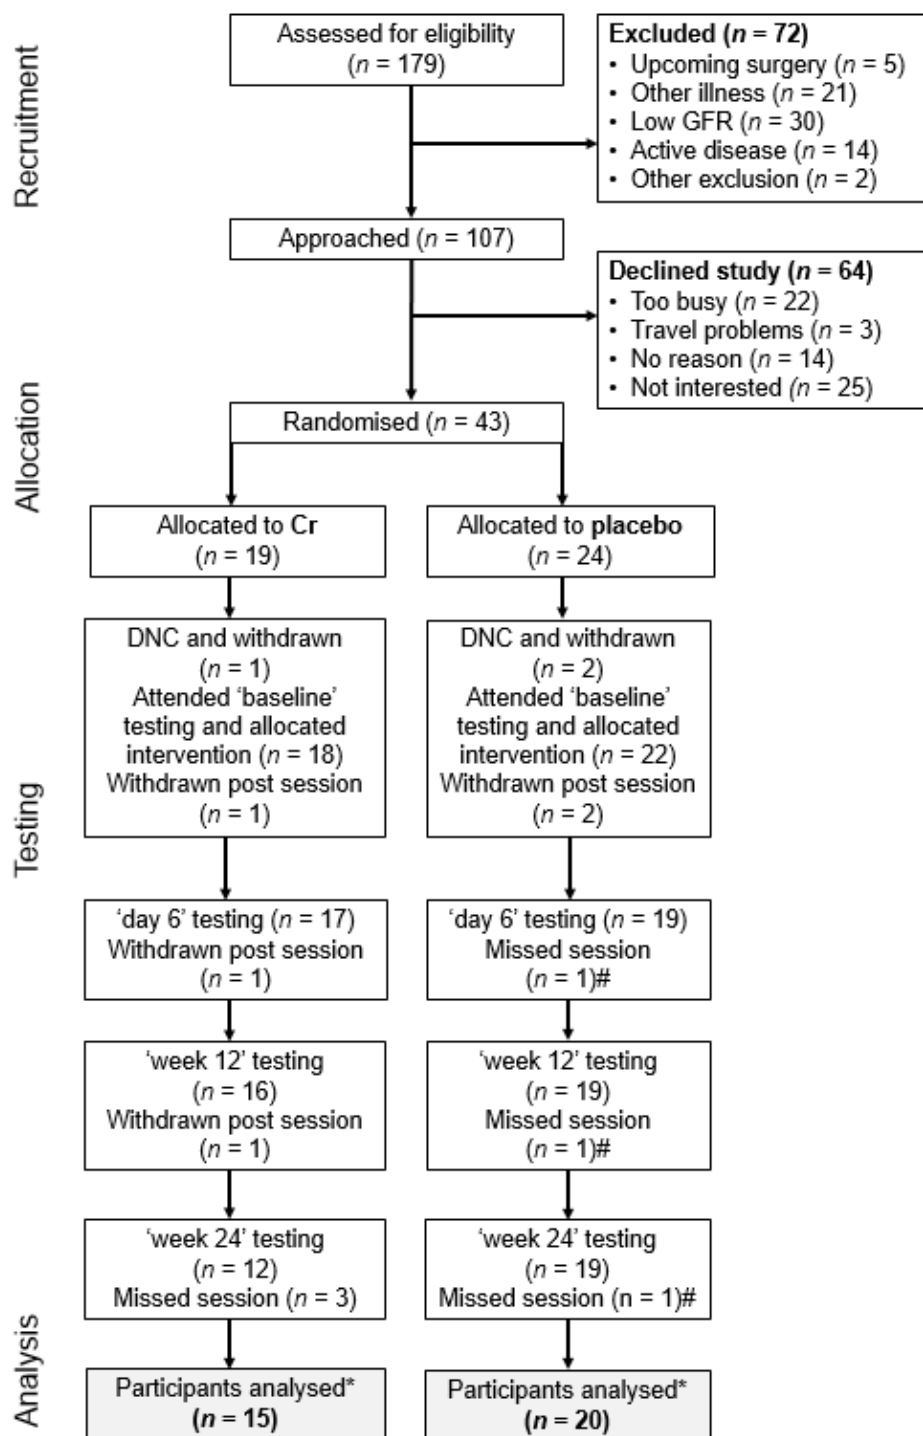 Recruitment
Assessed for eligibility
(n = 179)
Excluded (n = 72)
• Upcoming surgery (n = 5)
• Other illness (n = 21)
• Low GFR (n = 30)
• Active disease (n = 14)
• Other exclusion (n = 2)
Approached (n = 107)
Declined study (n = 64)
• Too busy (n = 22)
• Travel problems (n = 3)
• No reason (n = 14)
• Not interested (n = 25)
Allocation
Randomised (n = 43)
Allocated to Cr
(n = 19)
Allocated to placebo
(n = 24)
Testing
DNC and withdrawn
(n = 1)
Attended ‘baseline’
testing and allocated
intervention (n = 18)
Withdrawn post session
(n = 1)
DNC and withdrawn
(n = 2)
Attended ‘baseline’
testing and allocated
intervention (n = 22)
Withdrawn post session
(n = 2)
‘day 6’ testing (n = 17)
Withdrawn post session
(n = 1)
‘day 6’ testing (n = 19)
Missed session
(n = 1)#
‘week 12’ testing
(n = 16)
Withdrawn post session
(n = 1)
‘week 12’ testing
(n = 19)
Missed session
(n = 1)#
‘week 24’ testing
(n = 12)
Missed session (n = 3)
‘week 24’ testing
(n = 19)
Missed session (n = 1)#
Analysis
Participants analysed*
(n = 15)
Participants analysed*
(n = 20)